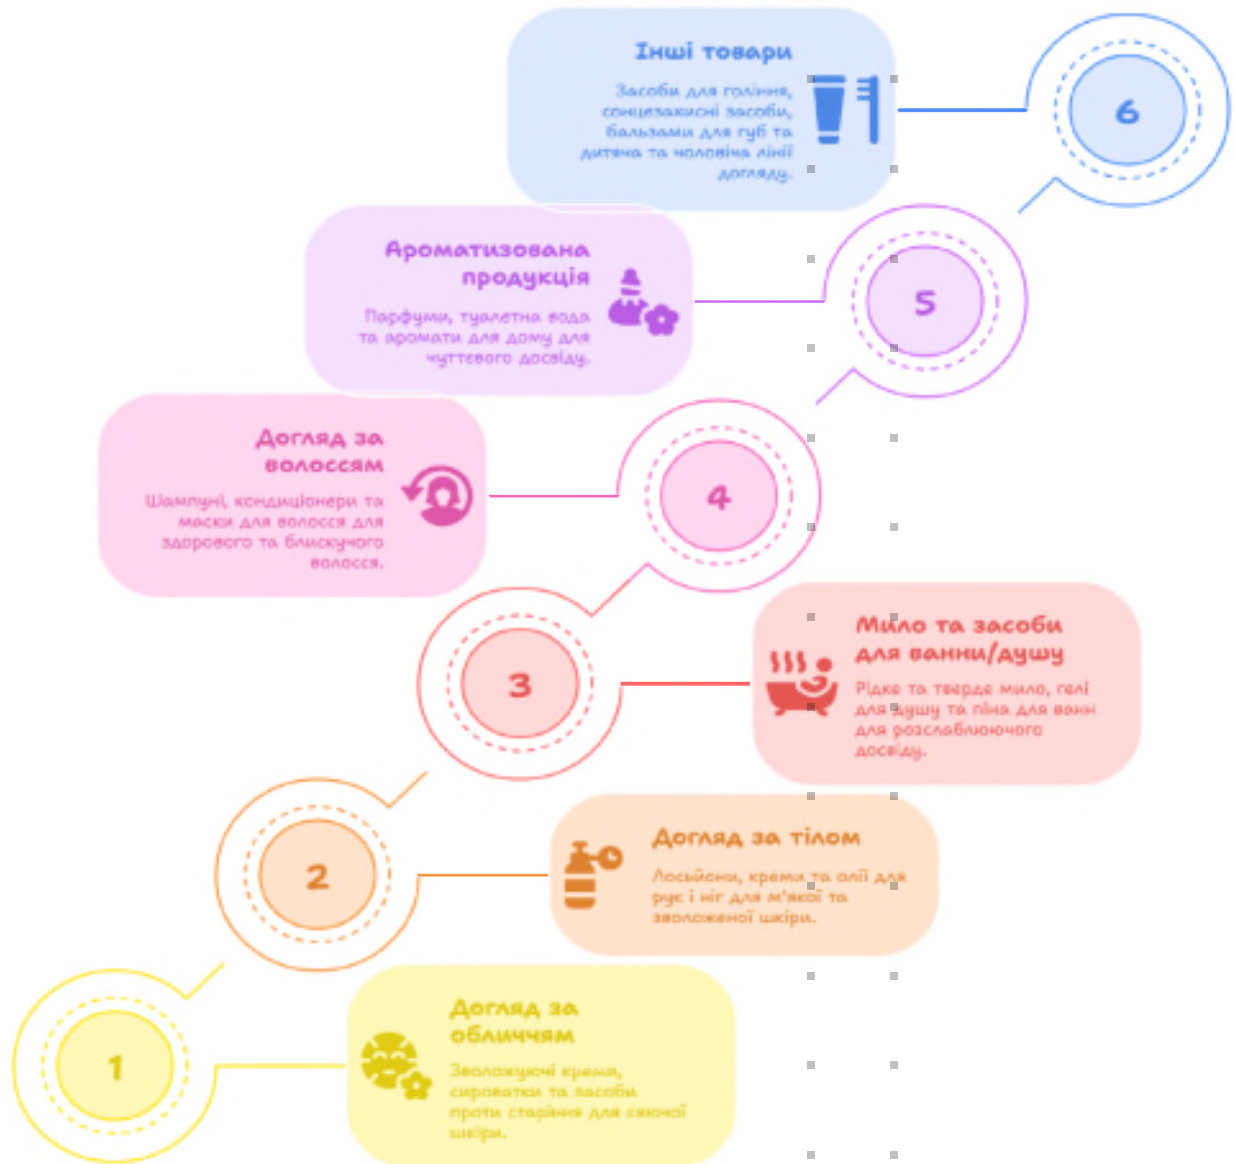 Інші товари
Засоби для гоління,
сонцезахисні засоби,
бальзами для губ та
дитяча та чоловіча лінії
догляду.
6
Ароматизована
продукція
Парфуми, туалетна вода
та аромати для дому для
чуттєвого досвіду.
5
Догляд за
волоссям
Шампуні, кондиціонери та
маски для волосся для
здорового та блискучого
волосся.
4
3
Мило та засоби
для ванни/душу
Рідке та тверде мило, гелі
для душу та піна для ванн
для розслаблюючого
досвіду.
2
Догляд за тілом
Лосьйони, креми та олії для
рук і ніг для м'якої та
зволоженої шкіри.
1
Догляд за
обличчям
Зволожуючі креми,
сироватки та засоби
проти старіння для сяючої
шкіри.